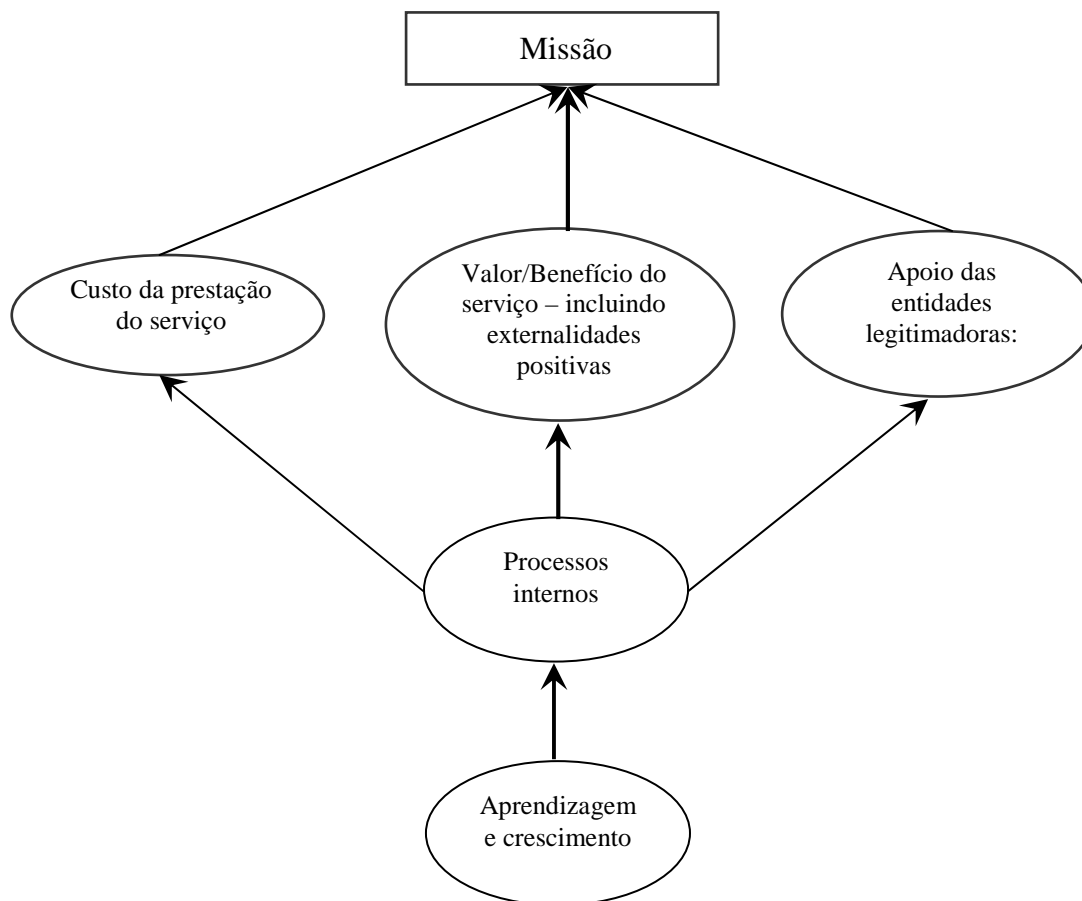 Missão
Custo da prestação
do serviço
Valor/Benefício do
serviço – incluindo
externalidades
positivas
Apoio das
entidades
legitimadoras:
Processos
internos
Aprendizagem
e crescimento